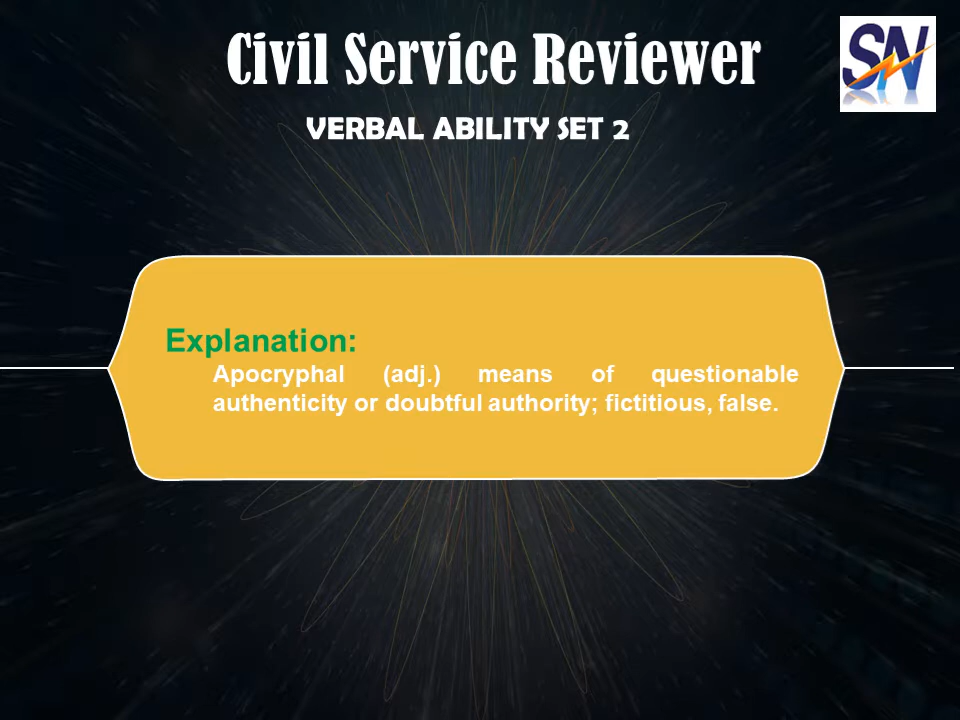 Civil Service Reviewer
SN
VERBAL ABILITY SET 2
Explanation:
Apocryphal (adj.) means of questionable
authenticity or doubtful authority; fictitious, false.